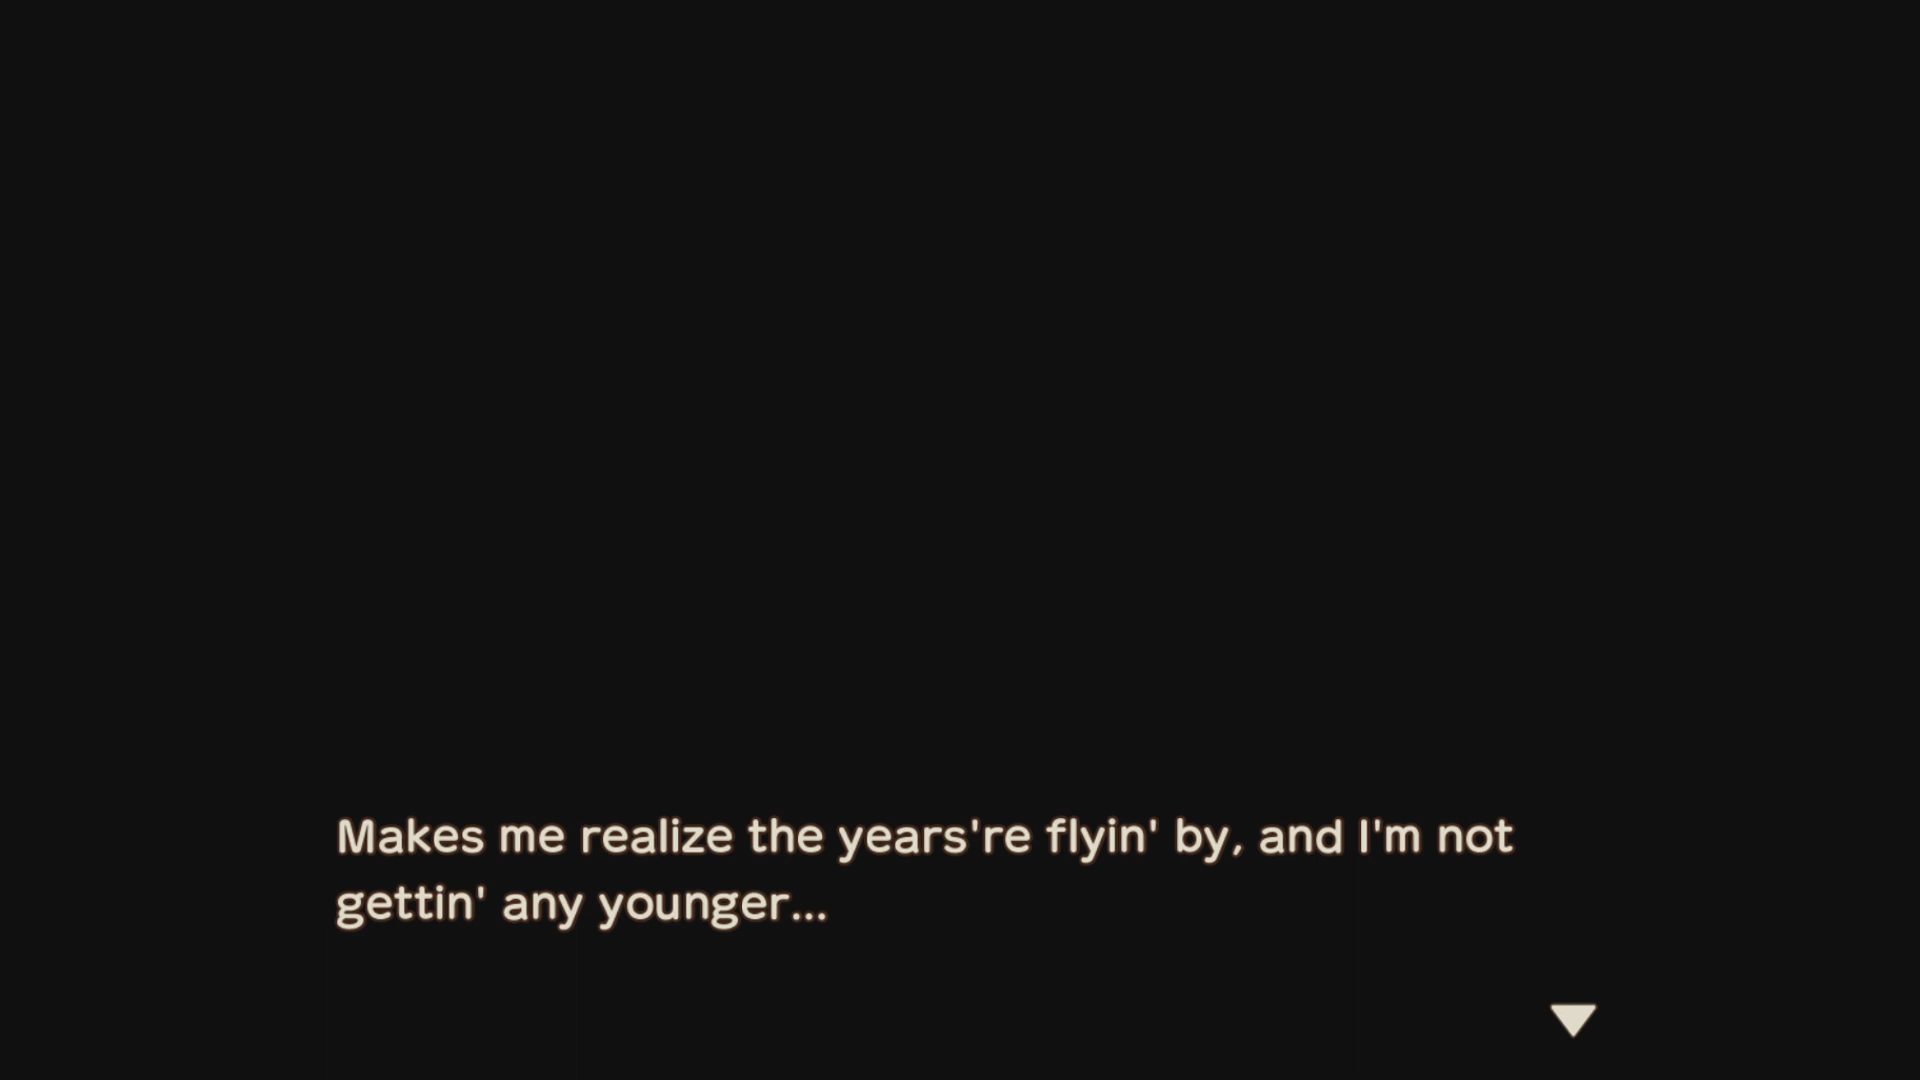 Makes me realize the years're flyin' by, and I'm not
gettin' any younger...